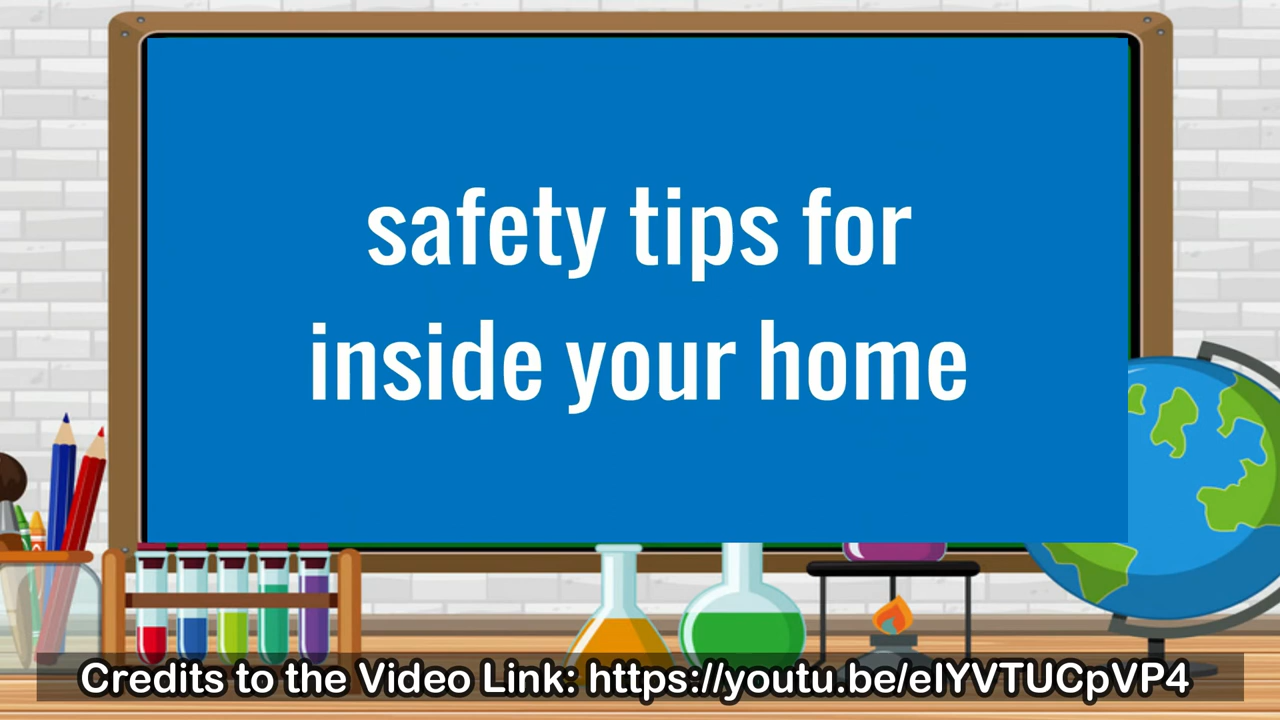 safety tips for
inside your home
Credits to the Video Link: https://youtu.be/eIYVTUCpVP4